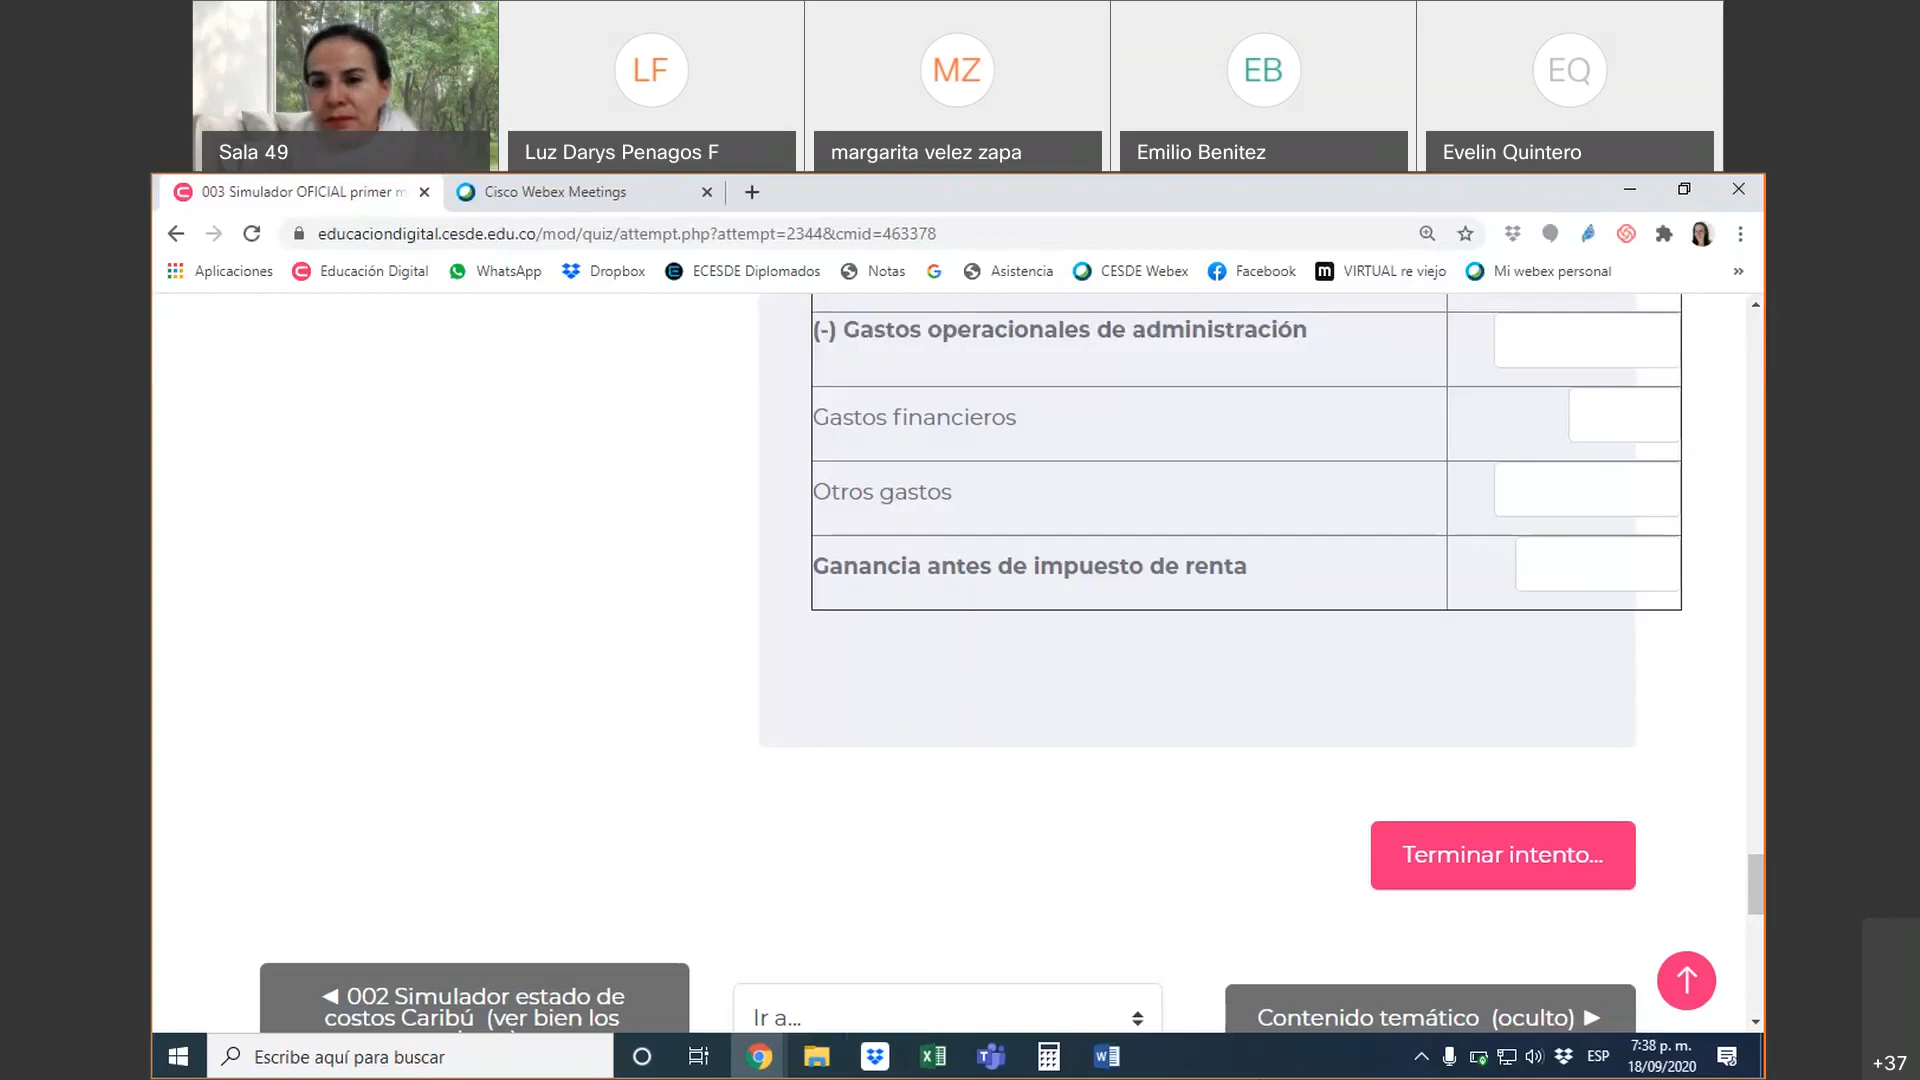 LF
MZ
EB
EQ
Sala 49
Luz Darys Penagos F
margarita velez zapa
Emilio Benitez
Evelin Quintero
003 Simulador OFICIAL primer m
Cisco Webex Meetings
educaciondigital.cesde.edu.co/mod/quiz/attempt.php?attempt=2344&cmid=463378
Aplicaciones
Educación Digital
WhatsApp
Dropbox
ECESDE Diplomados
Notas
Asistencia
CESDE Webex
Facebook
VIRTUAL re viejo
Mi webex personal
»
(-) Gastos operacionales de administración
Gastos financieros
Otros gastos
Ganancia antes de impuesto de renta
Terminar intento...
◄ 002 Simulador estado de
costos Caribú (ver bien los
Ir a...
Contenido temático (oculto) ►
Escribe aquí para buscar
ESP
7:38 p. m.
18/09/2020
+37